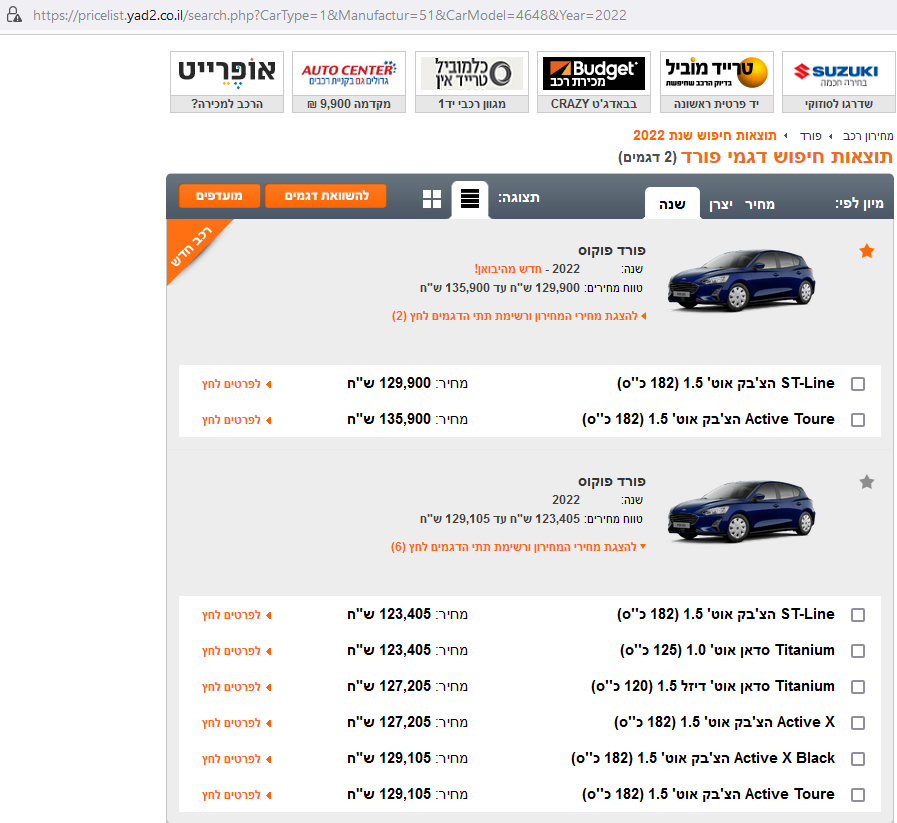 https://pricelist.yad2.co.il/search.php?CarType=1&Manufactur=51&CarModel=4648&Year=2022
SUZUKI בחירה חכמה
שדרגו לסוזוקי
טרייד מוביל בדיוק הרכב שחיפשת
יד פרטית ראשונה
Budget מכירת רכב
בבאדג'ט CRAZY
כלמוביל טרייד אין
מגוון רכבי יד1
AUTO CENTER גדולים גם בקניית רכבים
מקדמה 9,900 ₪
אופרייט
הרכב למכירה?
מחירון רכב פורד תוצאות חיפוש שנת 2022
תוצאות חיפוש דגמי פורד (2 דגמים)
מיון לפי: מחיר יצרן שנה תצוגה: להשוואת דגמים מועדפים
רכב חדש
פורד פוקוס
שנה: 2022 - חדש מהיבואן!
טווח מחירים: 129,900 ש"ח עד 135,900 ש"ח
להצגת מחירי המחירון ורשימת תתי הדגמים לחץ (2)
ST-Line הצ'בק אוט' 1.5 (182 כ''ס) מחיר: 129,900 ש"ח לפרטים לחץ
Active Toure הצ'בק אוט' 1.5 (182 כ''ס) מחיר: 135,900 ש"ח לפרטים לחץ
פורד פוקוס
שנה: 2022
טווח מחירים: 123,405 ש"ח עד 129,105 ש"ח
להצגת מחירי המחירון ורשימת תתי הדגמים לחץ (6)
ST-Line הצ'בק אוט' 1.5 (182 כ''ס) מחיר: 123,405 ש"ח לפרטים לחץ
Titanium סדאן אוט' 1.0 (125 כ''ס) מחיר: 123,405 ש"ח לפרטים לחץ
Titanium סדאן אוט' דיזל 1.5 (120 כ''ס) מחיר: 127,205 ש"ח לפרטים לחץ
Active X הצ'בק אוט' 1.5 (182 כ''ס) מחיר: 127,205 ש"ח לפרטים לחץ
Active X Black הצ'בק אוט' 1.5 (182 כ''ס) מחיר: 129,105 ש"ח לפרטים לחץ
Active Toure הצ'בק אוט' 1.5 (182 כ''ס) מחיר: 129,105 ש"ח לפרטים לחץ